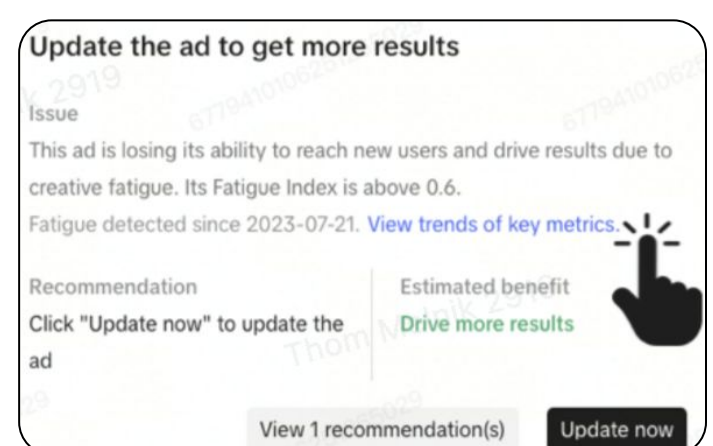 Update the ad to get more results
Issue
This ad is losing its ability to reach new users and drive results due to
creative fatigue. Its Fatigue Index is above 0.6.
Fatigue detected since 2023-07-21. View trends of key metrics.
Recommendation
Click "Update now" to update the
ad
Estimated benefit
Drive more results
View 1 recommendation(s)
Update now